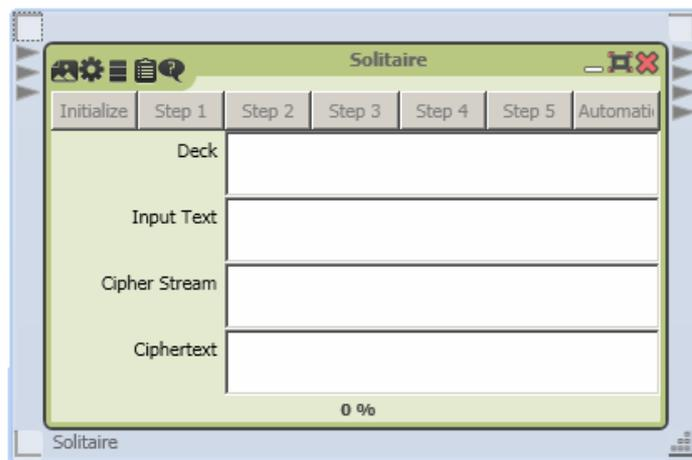 Solitaire
Initialize Step 1 Step 2 Step 3 Step 4 Step 5 Automati
Deck
Input Text
Cipher Stream
Ciphertext
0 %
Solitaire